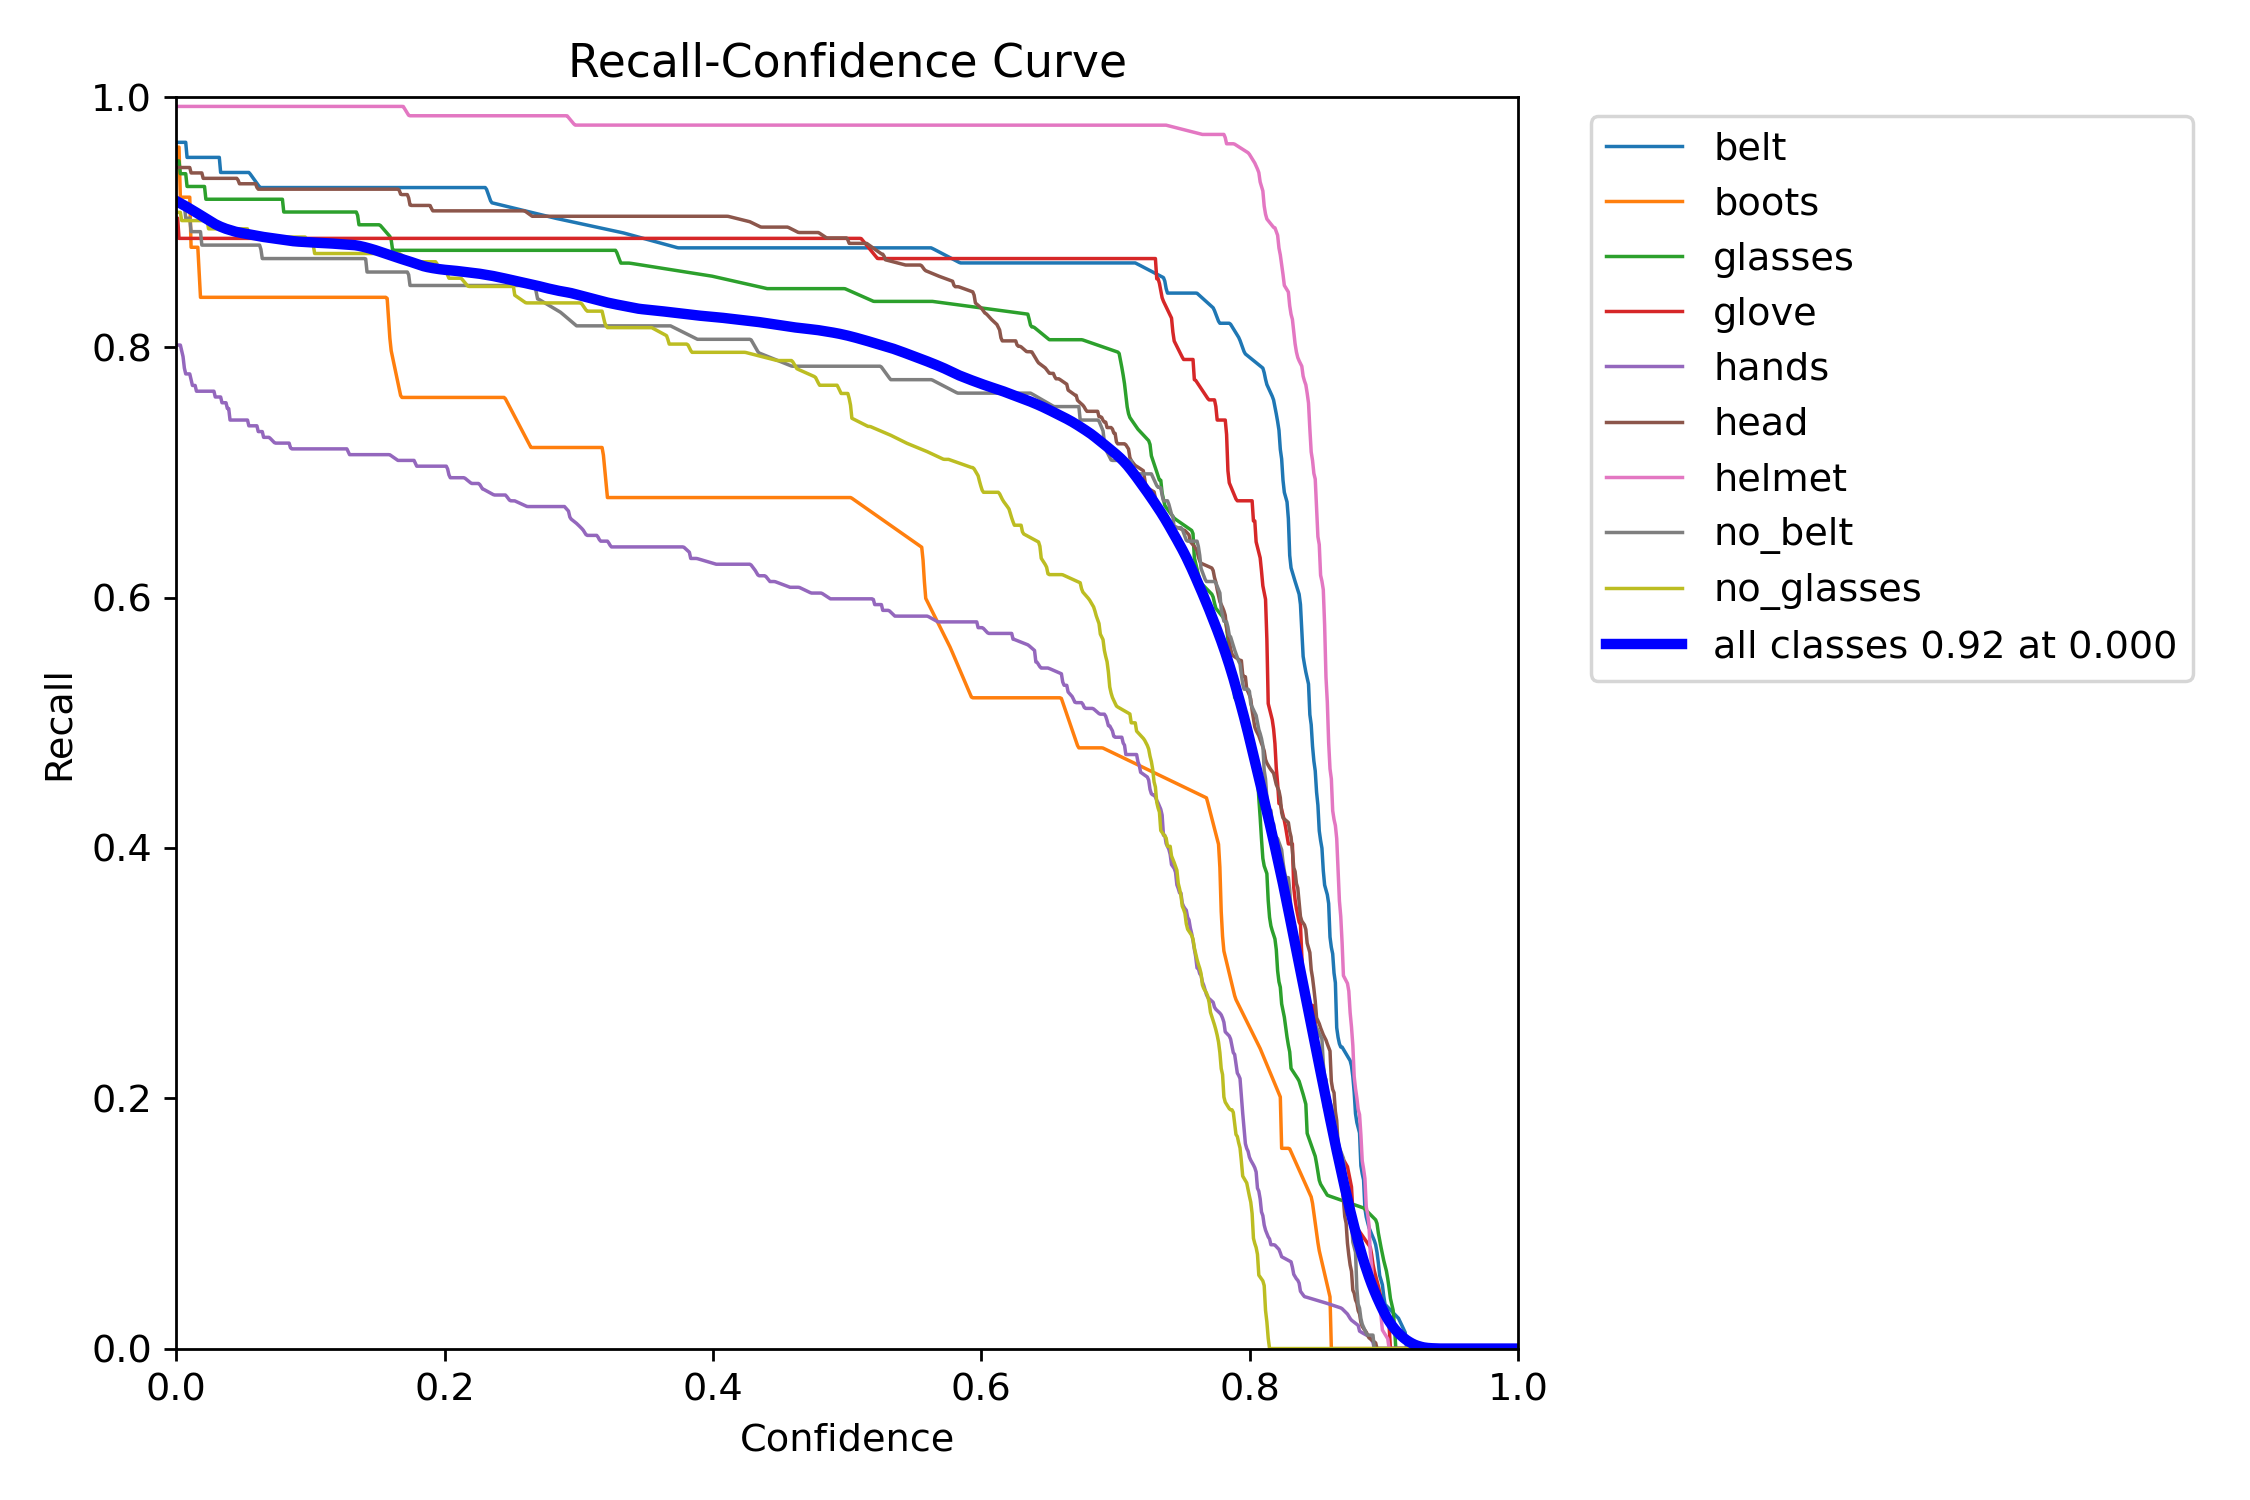 Recall-Confidence Curve
1.0
0.8
0.6
0.4
0.2
0.0
Recall
0.0 0.2 0.4 0.6 0.8 1.0
Confidence
belt
boots
glasses
glove
hands
head
helmet
no_belt
no_glasses
all classes 0.92 at 0.000